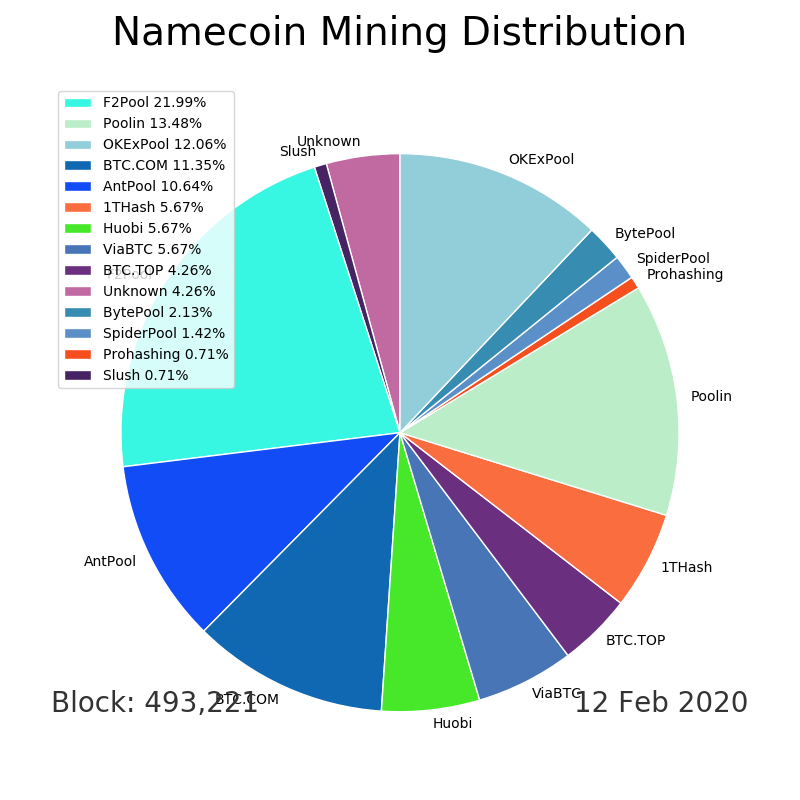 Namecoin Mining Distribution
F2Pool 21.99%
Poolin 13.48%
OKExPool 12.06%
BTC.COM 11.35%
AntPool 10.64%
1THash 5.67%
Huobi 5.67%
ViaBTC 5.67%
BTC.TOP 4.26%
Unknown 4.26%
BytePool 2.13%
SpiderPool 1.42%
Prohashing 0.71%
Slush 0.71%
Unknown
Slush
OKExPool
BytePool
SpiderPool
Prohashing
F2Pool
Poolin
AntPool
1THash
BTC.TOP
ViaBTC
BTC.COM
Huobi
Block: 493,221
12 Feb 2020